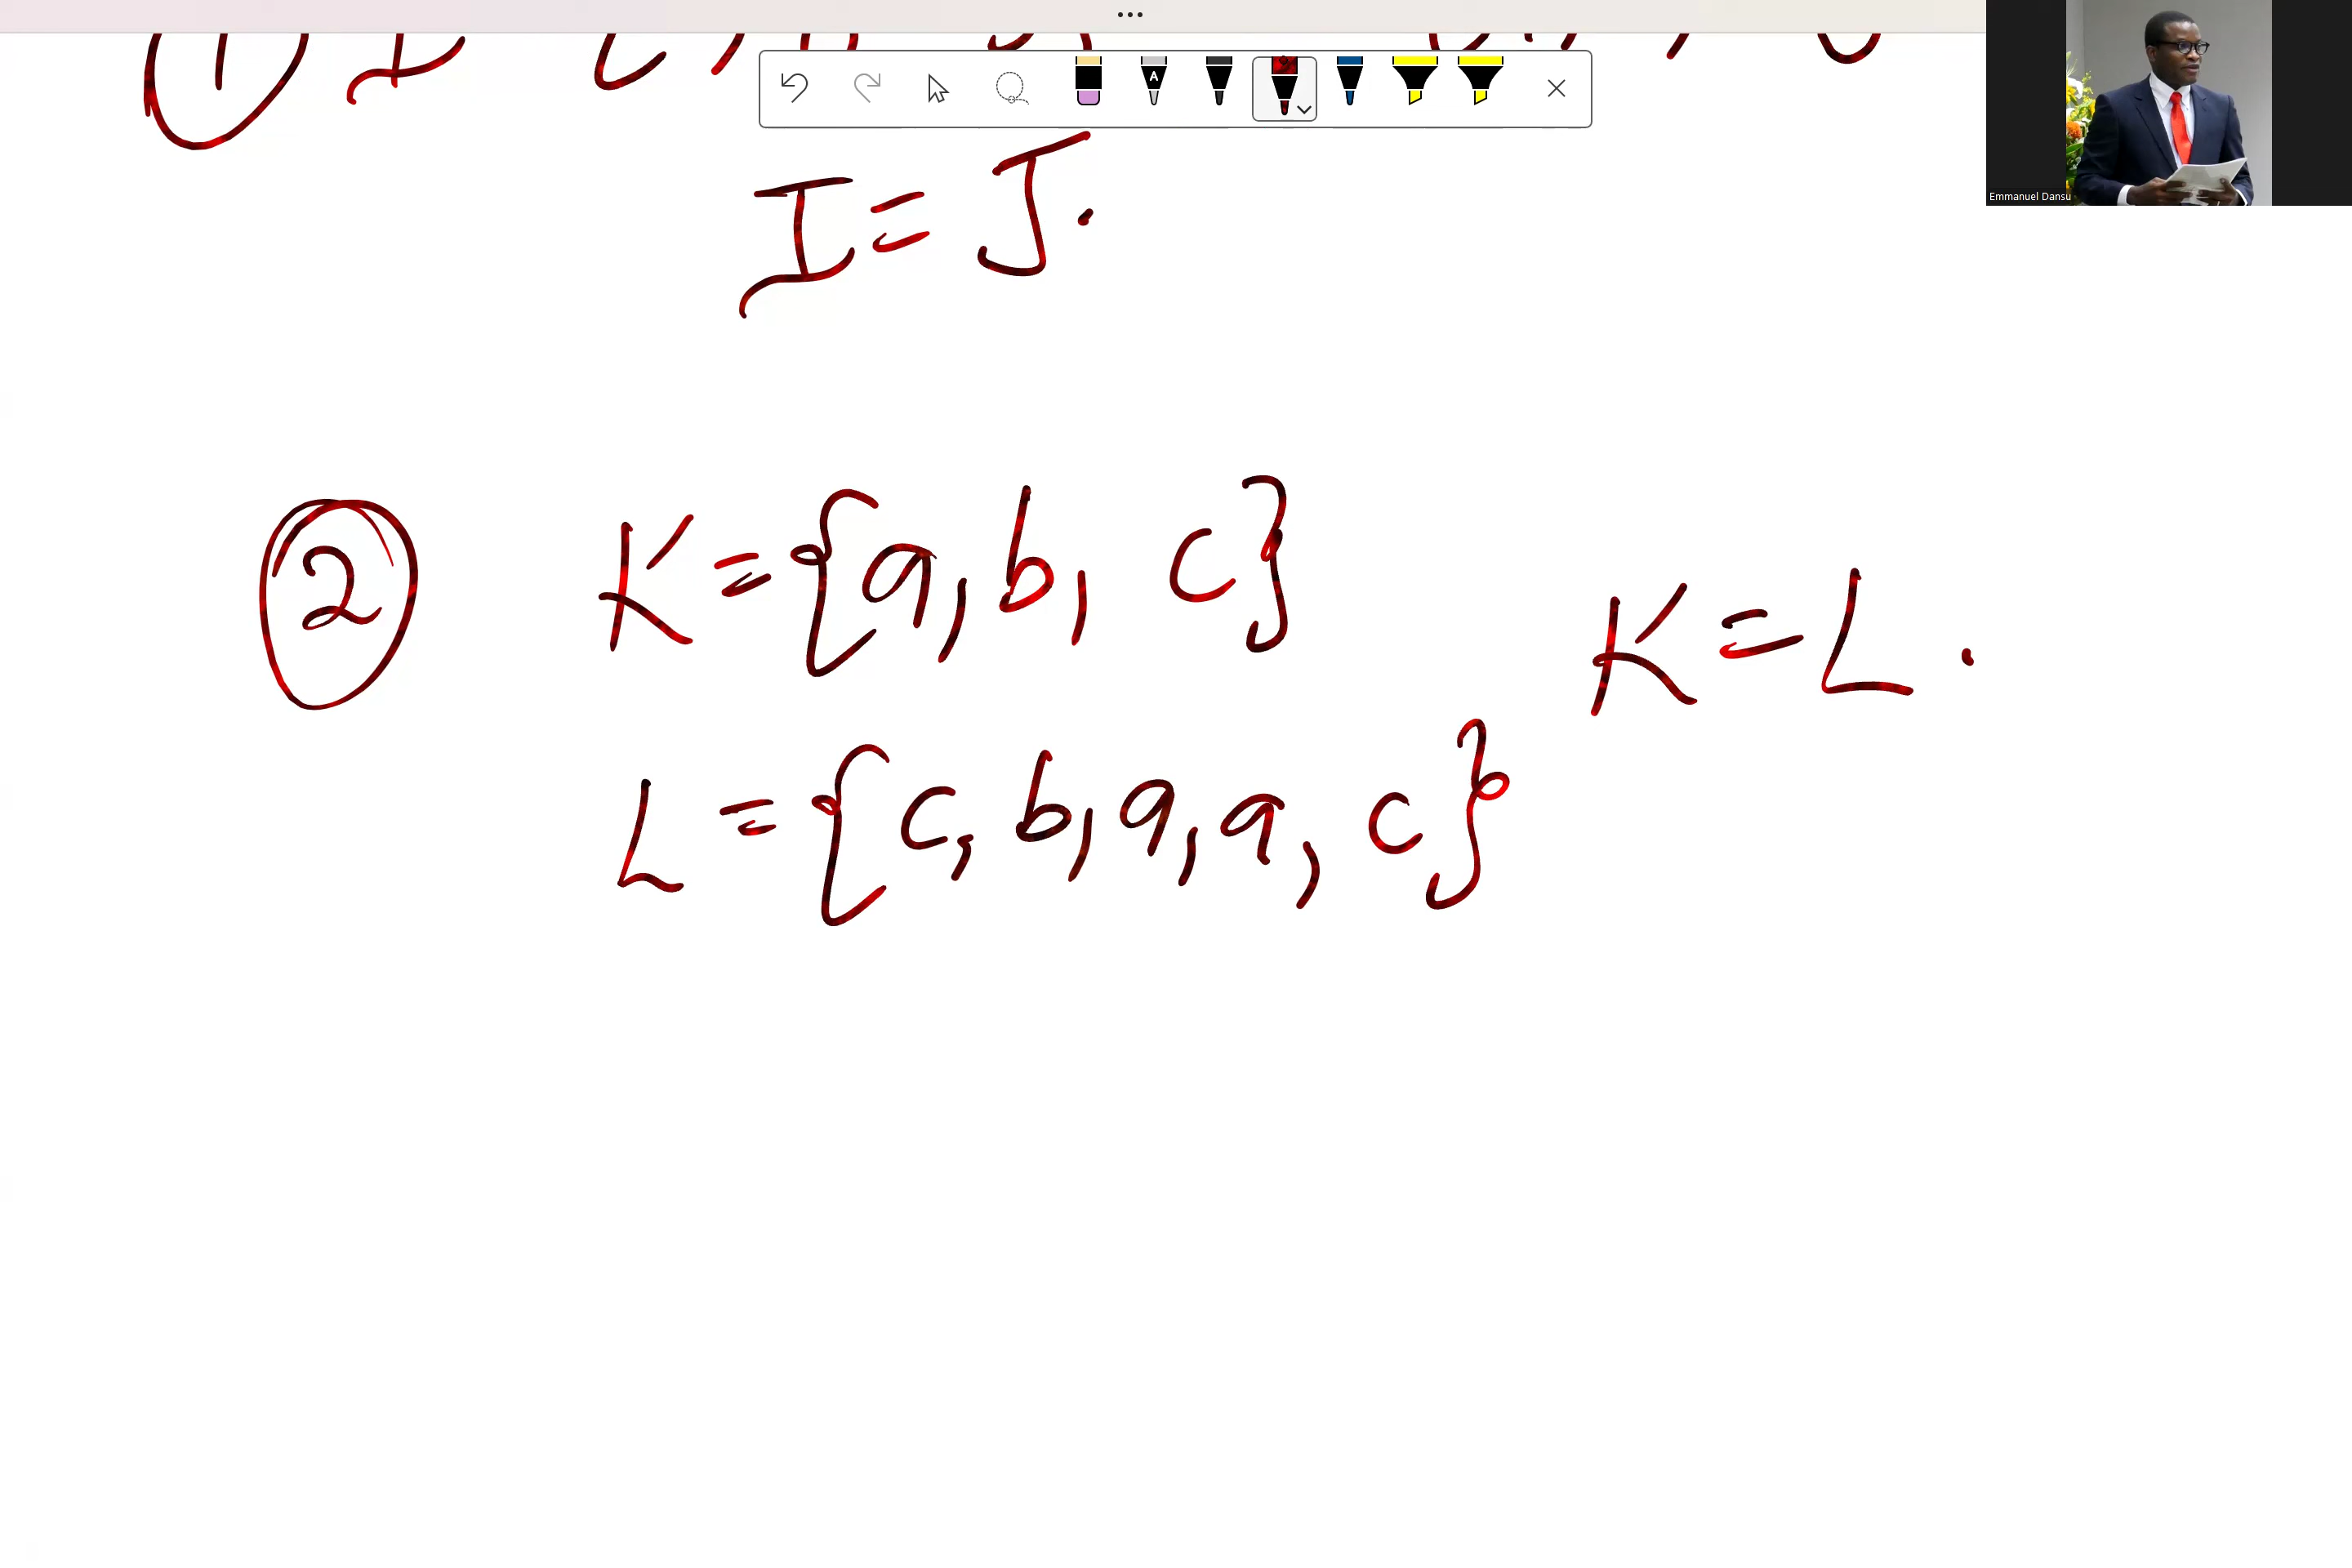 Emmanuel Dansu
I = J.
② K = {a, b, c}
K = L.
L = {c, b, a, a, c}